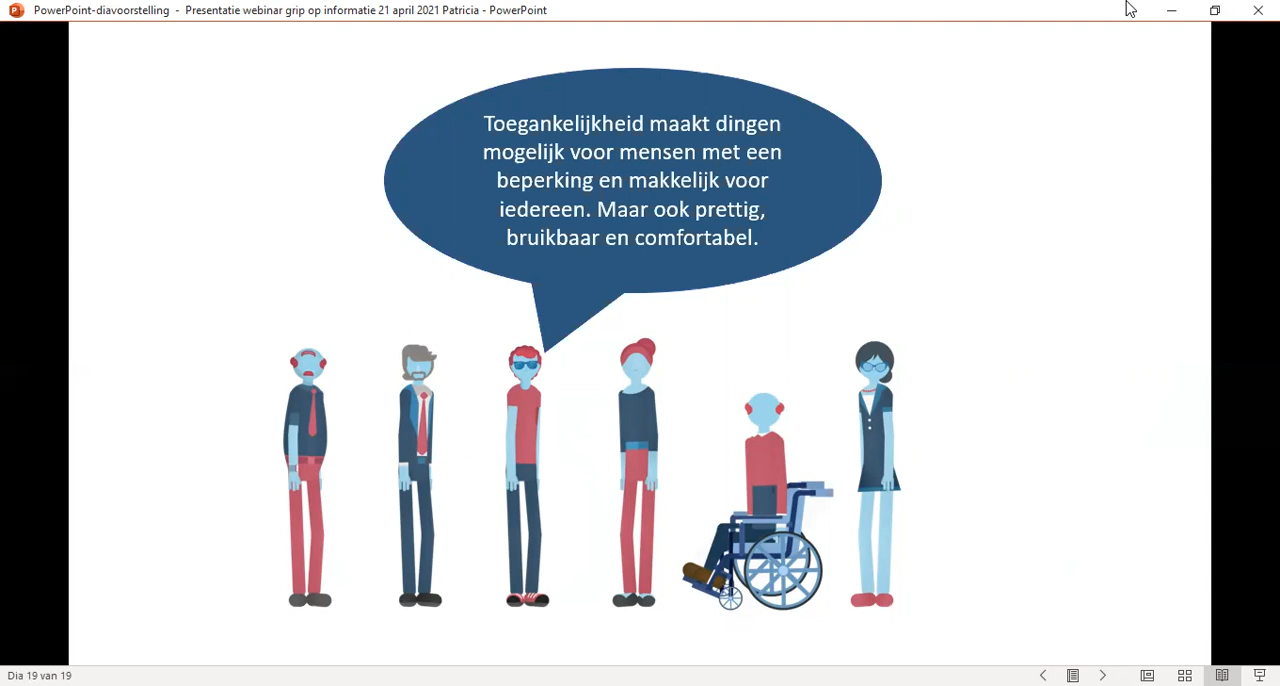 PowerPoint-diavoorstelling - Presentatie webinar grip op informatie 21 april 2021 Patricia - PowerPoint
Toegankelijkheid maakt dingen
mogelijk voor mensen met een
beperking en makkelijk voor
iedereen. Maar ook prettig,
bruikbaar en comfortabel.
Dia 19 van 19